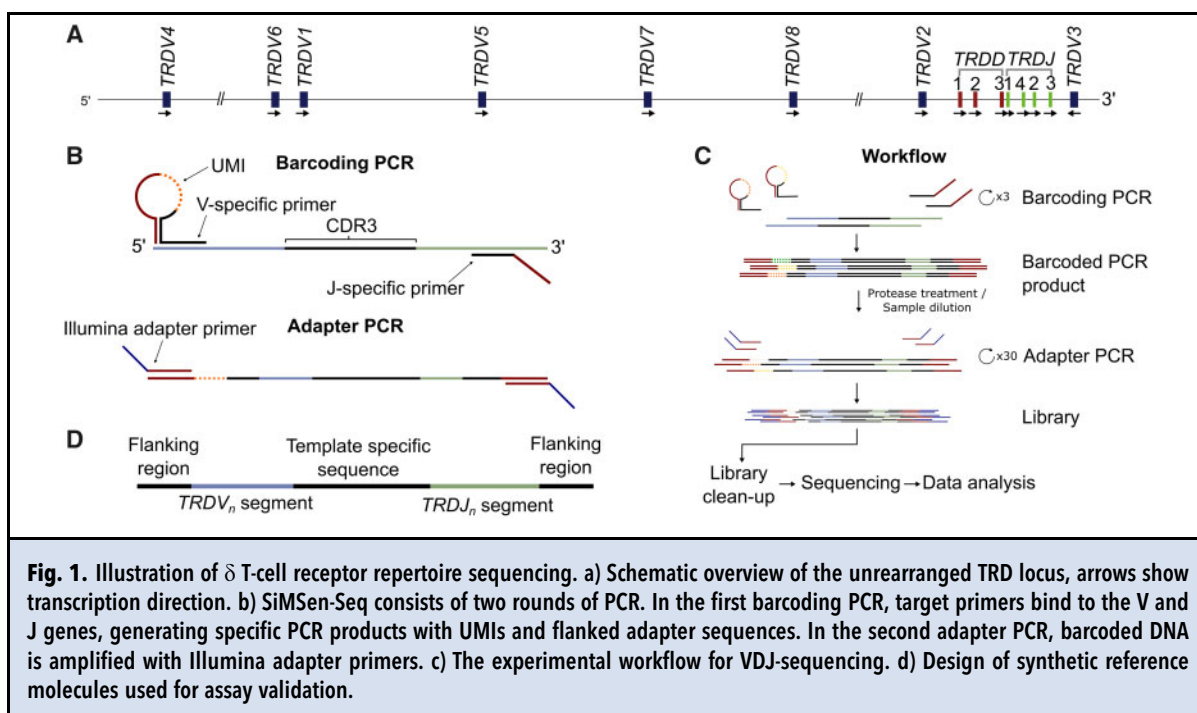 A
TRDV4
TRDV6
TRDV1
TRDV5
TRDV7
TRDV8
TRDV2
TRDD TRDJ
TRDV3
1 2 3 1 4 2 3
5' // // 3'
B
Barcoding PCR
UMI
V-specific primer
CDR3
5' 3'
J-specific primer
Adapter PCR
Illumina adapter primer
C
Workflow
x3 Barcoding PCR
Barcoded PCR
product
Protease treatment /
Sample dilution
x30 Adapter PCR
Library
Library
clean-up → Sequencing → Data analysis
D
Flanking
region
Template specific
sequence
Flanking
region
TRDVn segment
TRDJn segment
Fig. 1. Illustration of δ T-cell receptor repertoire sequencing. a) Schematic overview of the unrearranged TRD locus, arrows show
transcription direction. b) SiMSen-Seq consists of two rounds of PCR. In the first barcoding PCR, target primers bind to the V and
J genes, generating specific PCR products with UMIs and flanked adapter sequences. In the second adapter PCR, barcoded DNA
is amplified with Illumina adapter primers. c) The experimental workflow for VDJ-sequencing. d) Design of synthetic reference
molecules used for assay validation.